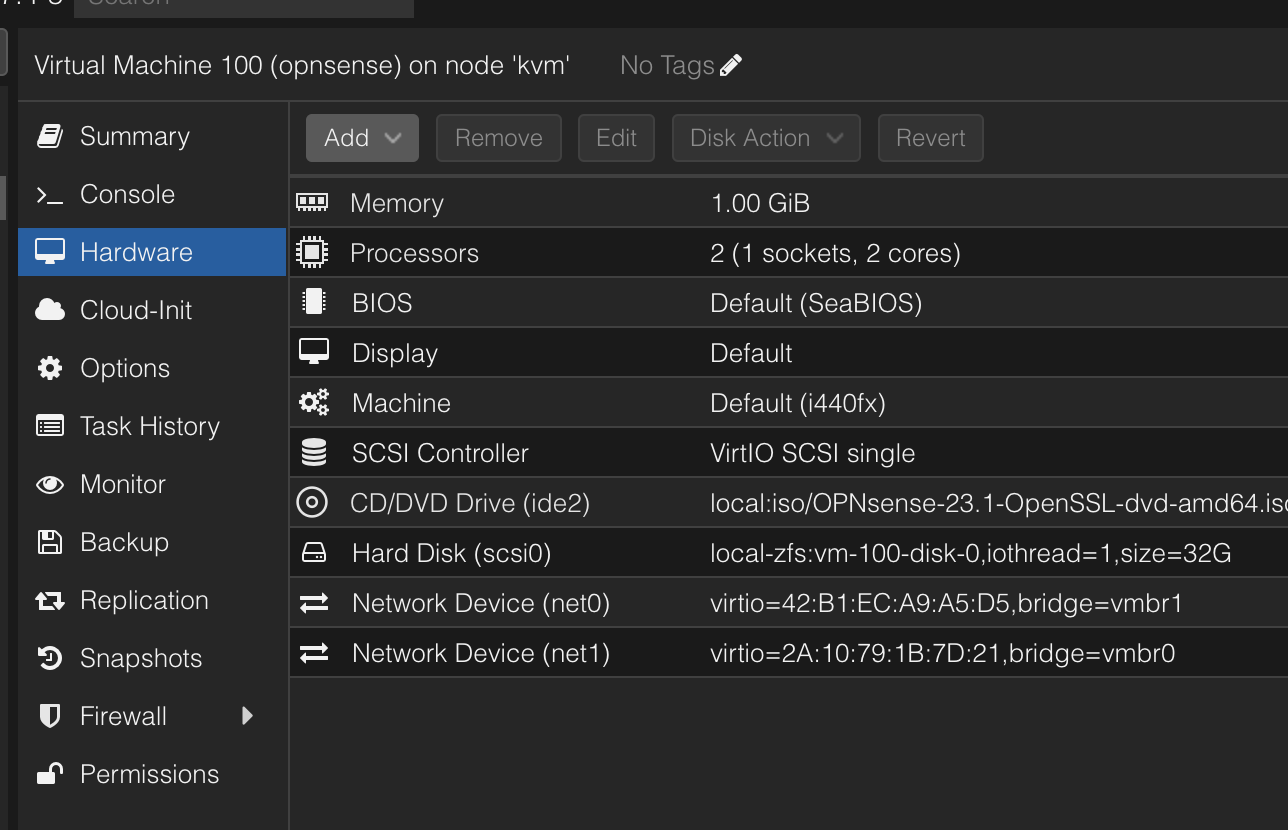 Virtual Machine 100 (opnsense) on node 'kvm' No Tags
Add Remove Edit Disk Action Revert
Summary
Console
Hardware
Cloud-Init
Options
Task History
Monitor
Backup
Replication
Snapshots
Firewall
Permissions
Memory 1.00 GiB
Processors 2 (1 sockets, 2 cores)
BIOS Default (SeaBIOS)
Display Default
Machine Default (i440fx)
SCSI Controller VirtIO SCSI single
CD/DVD Drive (ide2) local:iso/OPNsense-23.1-OpenSSL-dvd-amd64.iso
Hard Disk (scsi0) local-zfs:vm-100-disk-0,iothread=1,size=32G
Network Device (net0) virtio=42:B1:EC:A9:A5:D5,bridge=vmbr1
Network Device (net1) virtio=2A:10:79:1B:7D:21,bridge=vmbr0